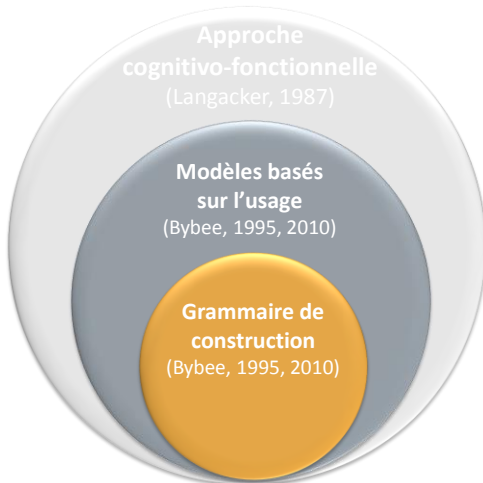 Approche
cognitivo-fonctionnelle
(Langacker, 1987)
Modèles basés
sur l’usage
(Bybee, 1995, 2010)
Grammaire de
construction
(Bybee, 1995, 2010)